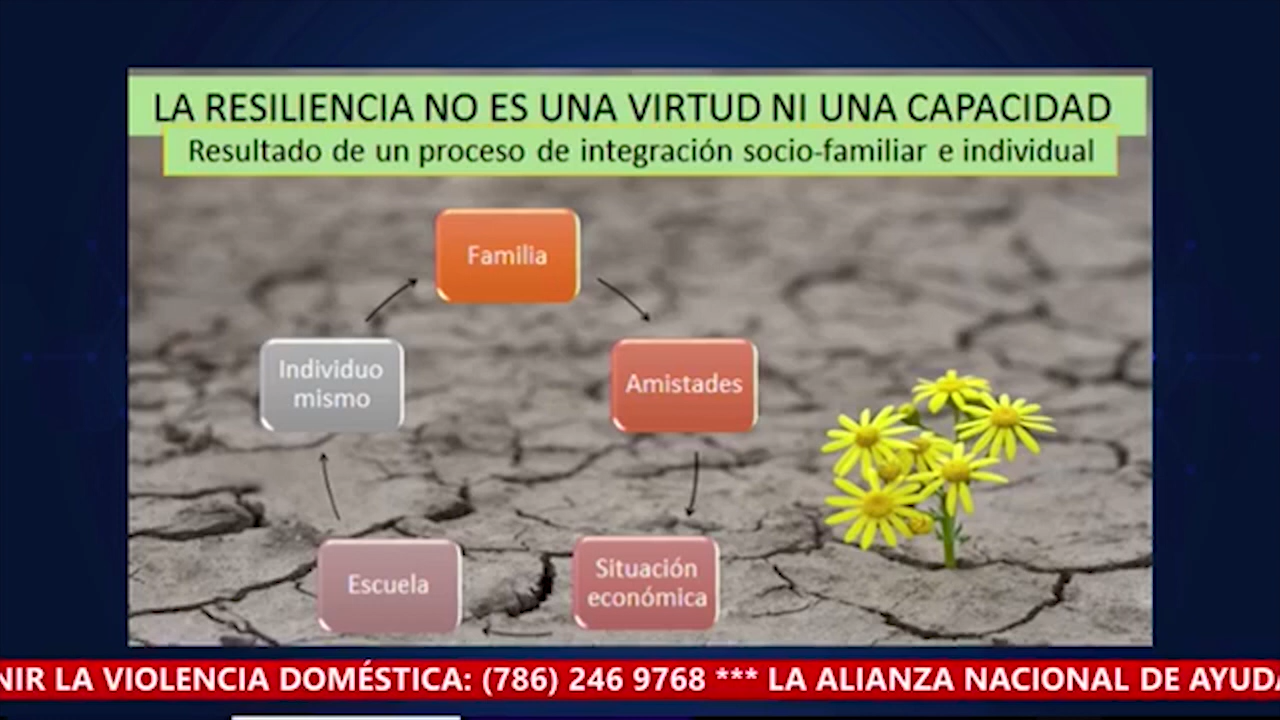 LA RESILIENCIA NO ES UNA VIRTUD NI UNA CAPACIDAD
Resultado de un proceso de integración socio-familiar e individual
Familia
Individuo
mismo
Amistades
Escuela
Situación
económica
LA VIOLENCIA DOMÉSTICA: (786) 246 9768 *** LA ALIANZA NACIONAL DE